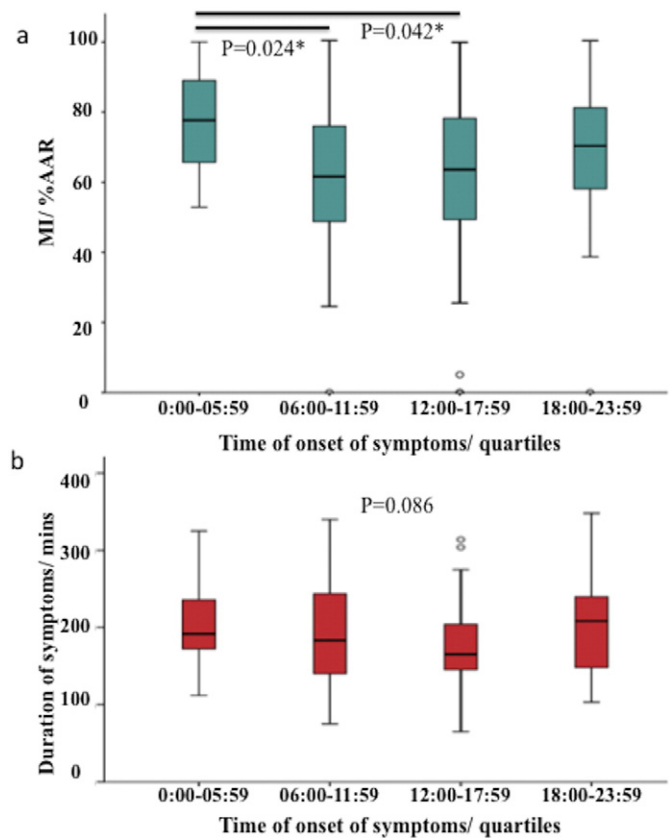 a
P=0.024*
P=0.042*
MI/ %AAR
100
80
60
40
20
0
0:00-05:59 06:00-11:59 12:00-17:59 18:00-23:59
Time of onset of symptoms/ quartiles
b
P=0.086
Duration of symptoms/ mins
400
300
200
100
0
0:00-05:59 06:00-11:59 12:00-17:59 18:00-23:59
Time of onset of symptoms/ quartiles